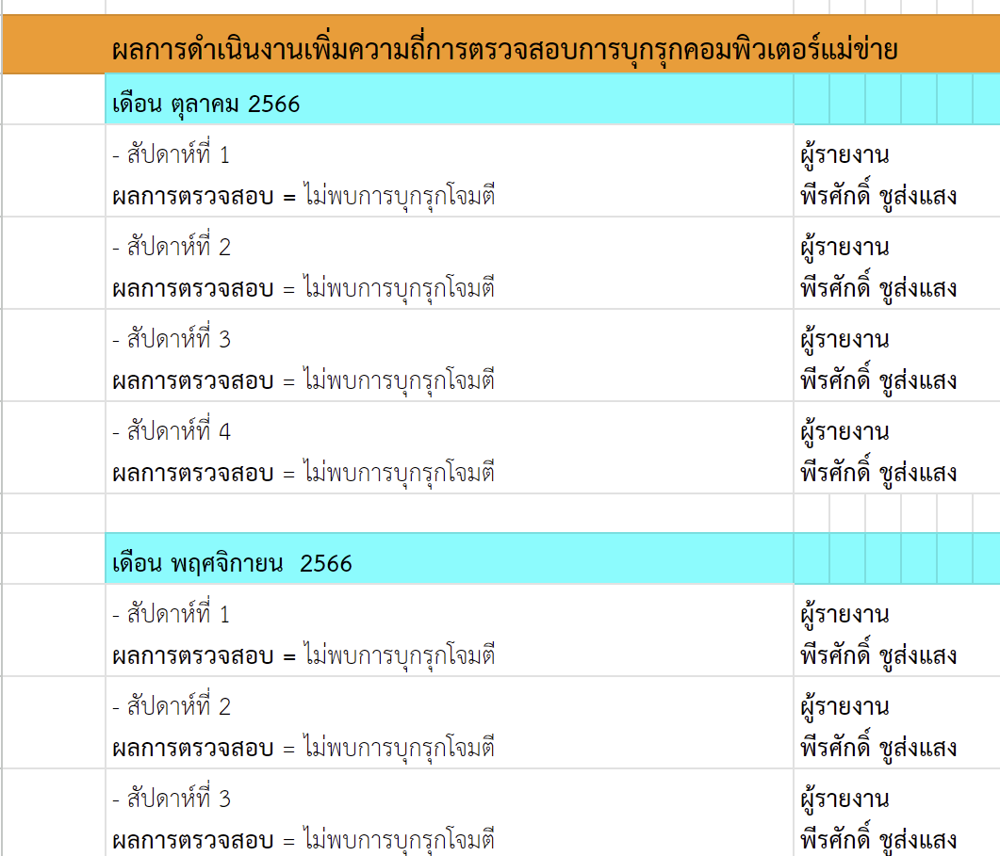 ผลการดำเนินงานเพิ่มความถี่การตรวจสอบการบุกรุกคอมพิวเตอร์แม่ข่าย
เดือน ตุลาคม 2566
- สัปดาห์ที่ 1 ผู้รายงาน
ผลการตรวจสอบ = ไม่พบการบุกรุกโจมตี พีรศักดิ์ ชูส่งแสง
- สัปดาห์ที่ 2 ผู้รายงาน
ผลการตรวจสอบ = ไม่พบการบุกรุกโจมตี พีรศักดิ์ ชูส่งแสง
- สัปดาห์ที่ 3 ผู้รายงาน
ผลการตรวจสอบ = ไม่พบการบุกรุกโจมตี พีรศักดิ์ ชูส่งแสง
- สัปดาห์ที่ 4 ผู้รายงาน
ผลการตรวจสอบ = ไม่พบการบุกรุกโจมตี พีรศักดิ์ ชูส่งแสง
เดือน พฤศจิกายน 2566
- สัปดาห์ที่ 1 ผู้รายงาน
ผลการตรวจสอบ = ไม่พบการบุกรุกโจมตี พีรศักดิ์ ชูส่งแสง
- สัปดาห์ที่ 2 ผู้รายงาน
ผลการตรวจสอบ = ไม่พบการบุกรุกโจมตี พีรศักดิ์ ชูส่งแสง
- สัปดาห์ที่ 3 ผู้รายงาน
ผลการตรวจสอบ = ไม่พบการบุกรุกโจมตี พีรศักดิ์ ชูส่งแสง